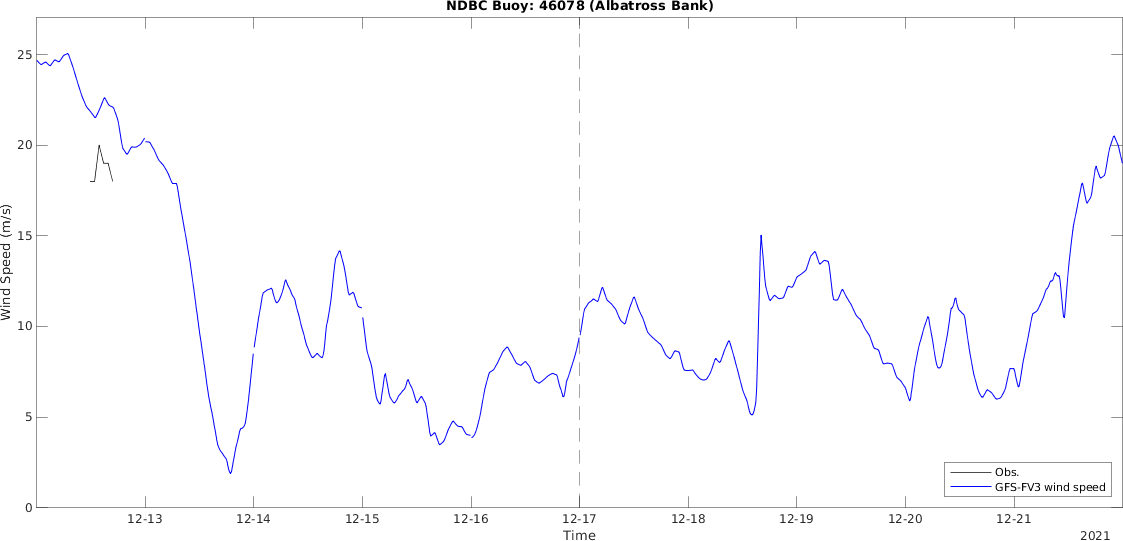 NDBC Buoy: 46078 (Albatross Bank)
25
20
15
10
5
0
Wind Speed (m/s)
12-13 12-14 12-15 12-16 12-17 12-18 12-19 12-20 12-21
Time
2021
Obs.
GFS-FV3 wind speed